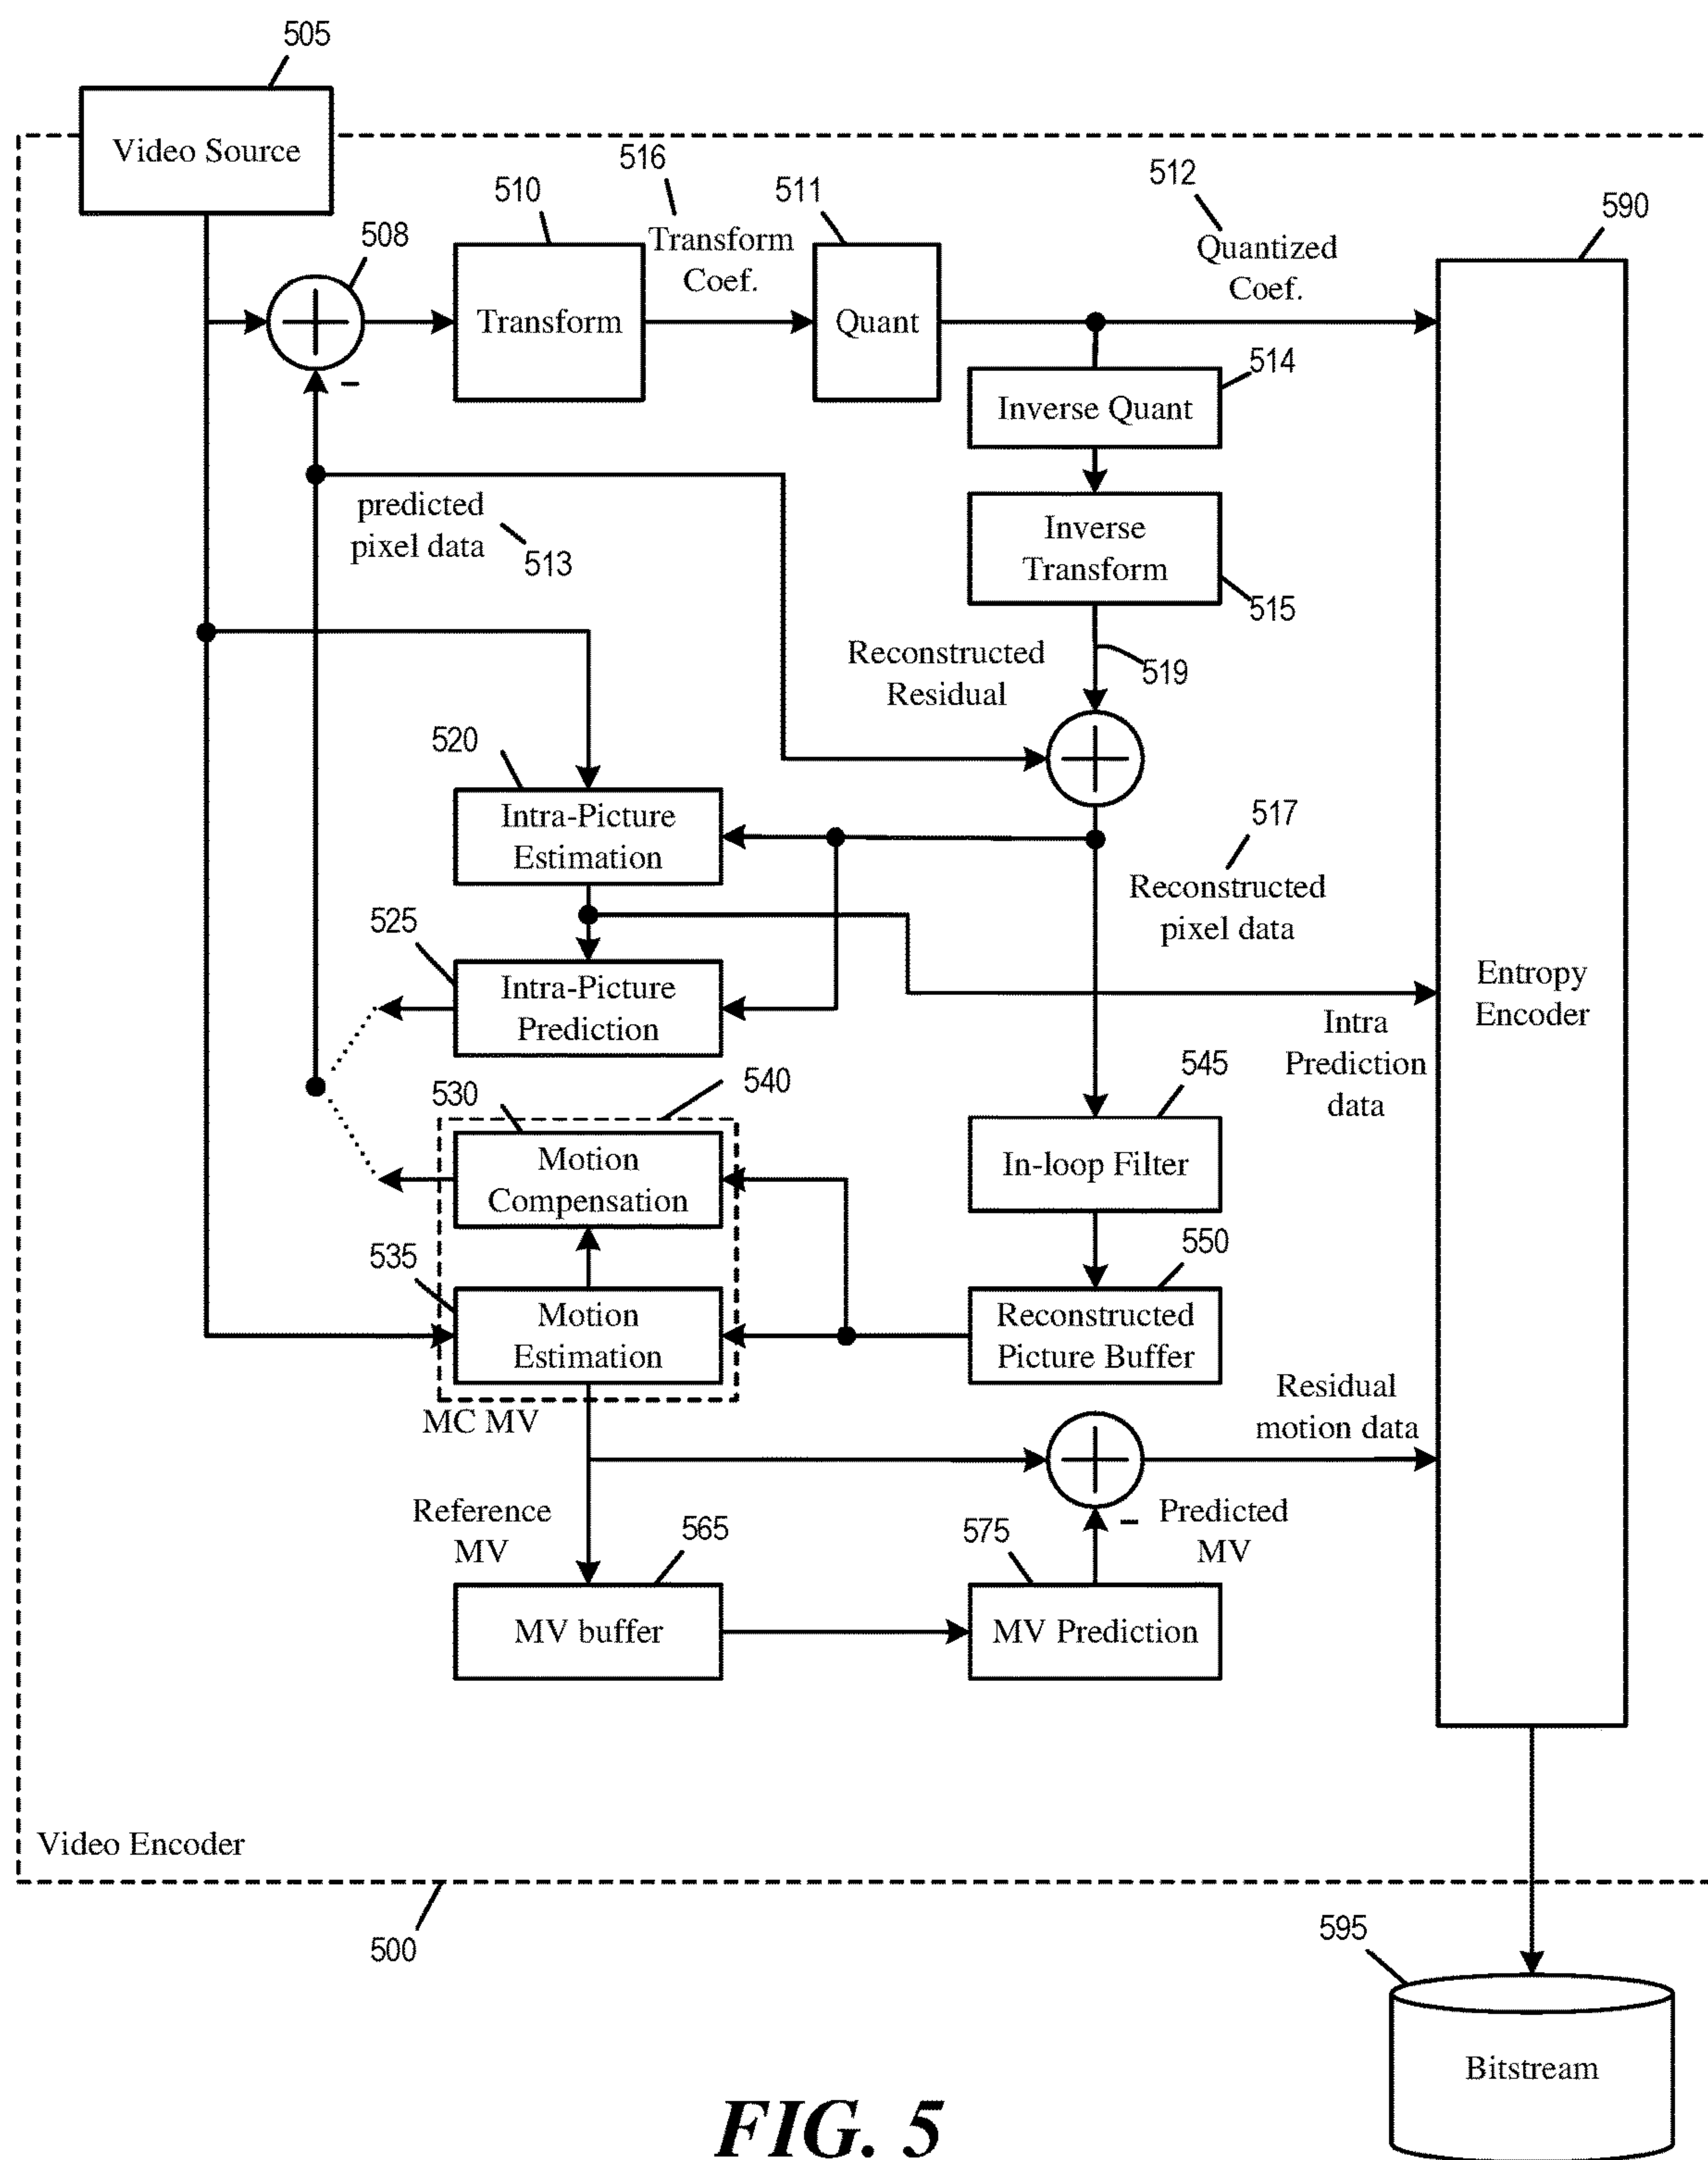 505
Video Source
516
512
510
511
590
508
Transform
Coef.
Quantized
Coef.
Transform
Quant
-
514
Inverse Quant
predicted
pixel data
513
Inverse
Transform
515
Reconstructed
Residual
519
520
517
Intra-Picture
Estimation
Reconstructed
pixel data
525
Entropy
Encoder
Intra-Picture
Prediction
Intra
Prediction
data
530
540
545
Motion
Compensation
In-loop Filter
535
550
Motion
Estimation
Reconstructed
Picture Buffer
MC MV
Residual
motion data
Reference
MV
565
575
-
Predicted
MV
MV buffer
MV Prediction
Video Encoder
500
595
Bitstream
FIG. 5